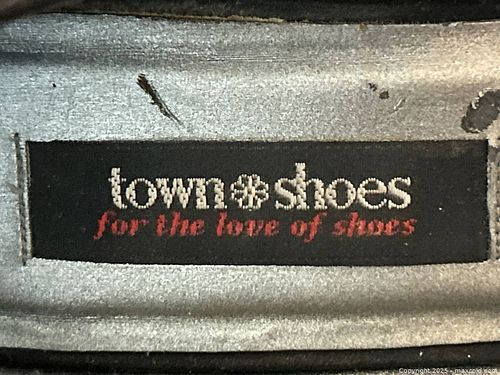 town shoes
for the love of shoes
Copyright 2025 - maxsold.com